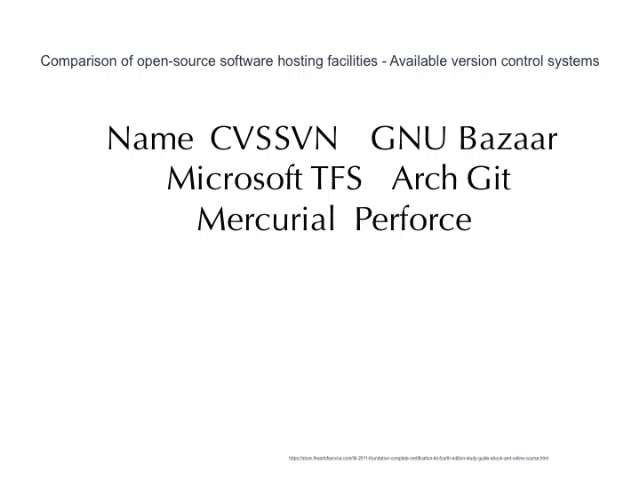 Comparison of open-source software hosting facilities - Available version control systems
Name CVSSVN GNU Bazaar
Microsoft TFS Arch Git
Mercurial Perforce
https://store.theartofservice.com/itil-2011-foundation-complete-certification-kit-fourth-edition-study-guide-ebook-and-online-course.html